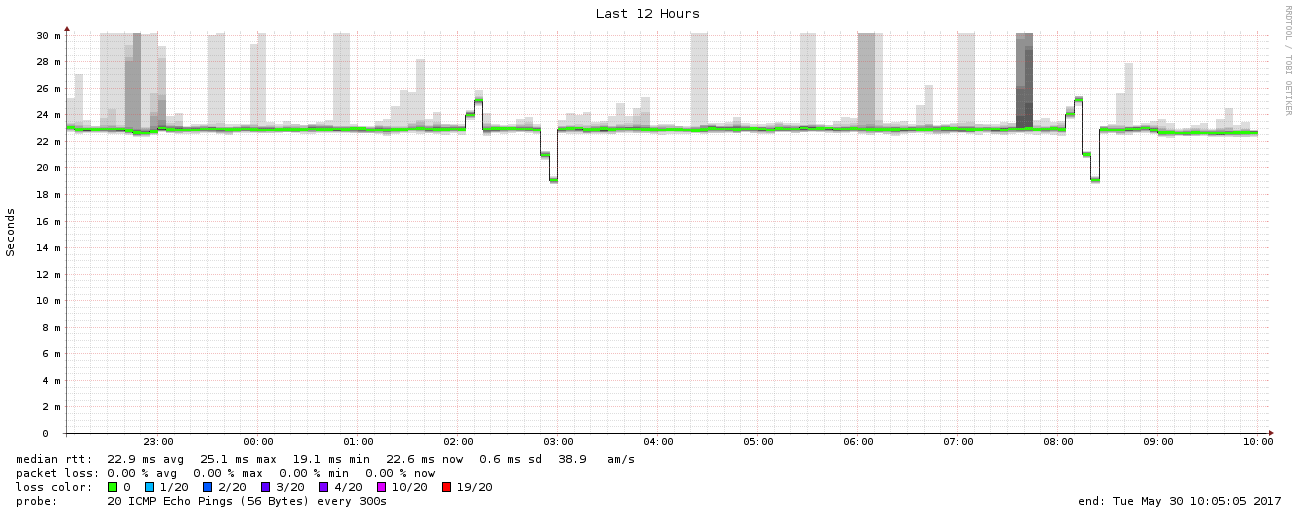 Last 12 Hours
RRDTOOL / TOBI OETIKER
Seconds
30 m
28 m
26 m
24 m
22 m
20 m
18 m
16 m
14 m
12 m
10 m
8 m
6 m
4 m
2 m
0
23:00 00:00 01:00 02:00 03:00 04:00 05:00 06:00 07:00 08:00 09:00 10:00
median rtt: 22.9 ms avg 25.1 ms max 19.1 ms min 22.6 ms now 0.6 ms sd 38.9 am/s
packet loss: 0.00 % avg 0.00 % max 0.00 % min 0.00 % now
loss color: 0 1/20 2/20 3/20 4/20 10/20 19/20
probe: 20 ICMP Echo Pings (56 Bytes) every 300s end: Tue May 30 10:05:05 2017